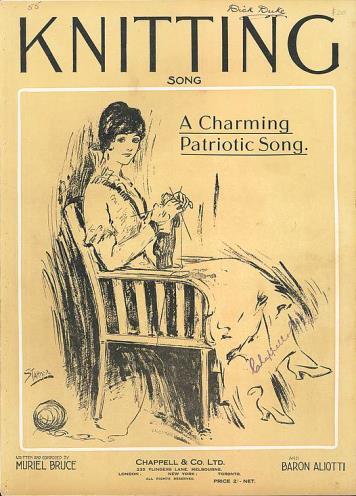 55
Dick Duke
$20
KNITTING
SONG
A Charming
Patriotic Song.
WRITTEN AND COMPOSED BY
MURIEL BRUCE
AND
BARON ALIOTTI
CHAPPELL & CO. LTD.
235 FLINDERS LANE, MELBOURNE.
LONDON; NEW YORK; TORONTO.
ALL RIGHTS RESERVED.
PRICE 2'- NET.